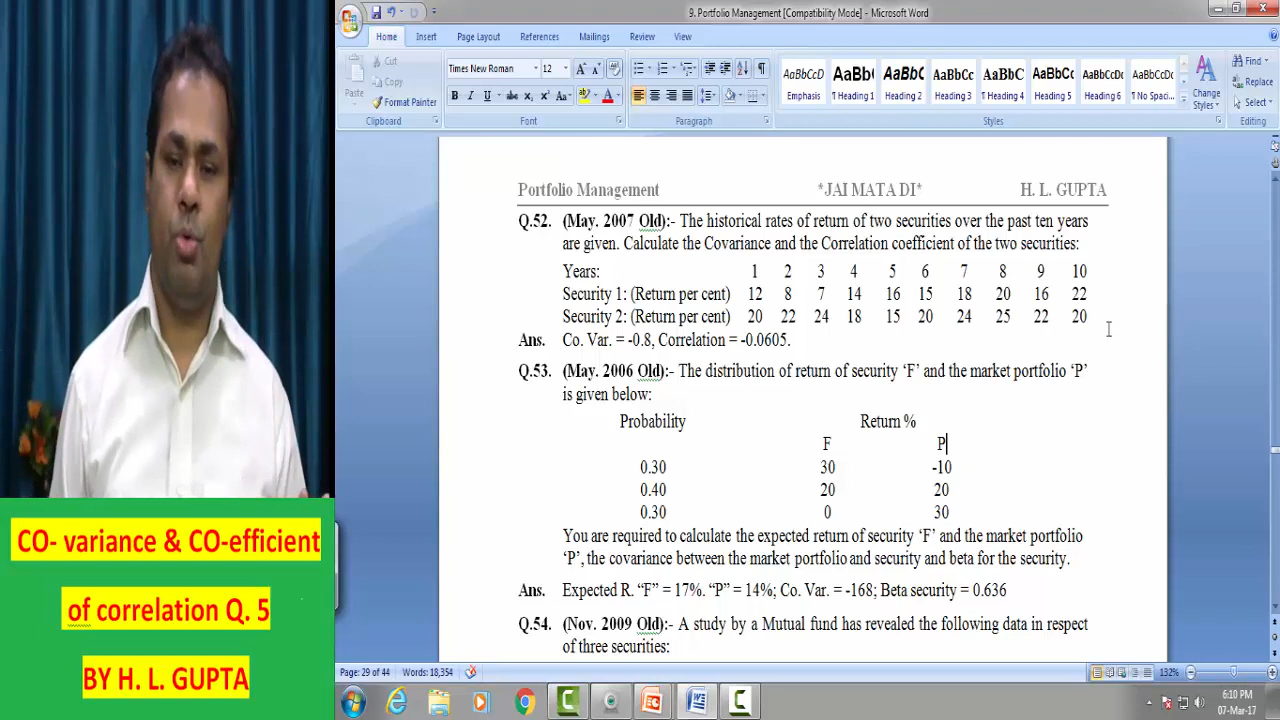 9. Portfolio Management [Compatibility Mode] - Microsoft Word
Home Insert Page Layout References Mailings Review View
Cut
Copy
Format Painter
Paste
Clipboard
Times New Roman 12
Font
Paragraph
AaBbCcD AaBbCc AaBbCc AaBbCc AaBbCc AaBbCc AaBbCcDc AaBbCcDc
Emphasis Heading 1 Heading 2 Heading 3 Heading 4 Heading 5 Heading 6 No Spaci...
Styles
Change Styles
Find
Replace
Select
Editing
Portfolio Management *JAI MATA DI* H. L. GUPTA
Q.52. (May. 2007 Old):- The historical rates of return of two securities over the past ten years
are given. Calculate the Covariance and the Correlation coefficient of the two securities:
Years: 1 2 3 4 5 6 7 8 9 10
Security 1: (Return per cent) 12 8 7 14 16 15 18 20 16 22
Security 2: (Return per cent) 20 22 24 18 15 20 24 25 22 20
Ans. Co. Var. = -0.8, Correlation = -0.0605.
Q.53. (May. 2006 Old):- The distribution of return of security ‘F’ and the market portfolio ‘P’
is given below:
Probability Return %
F P
0.30 30 -10
0.40 20 20
0.30 0 30
You are required to calculate the expected return of security ‘F’ and the market portfolio
‘P’, the covariance between the market portfolio and security and beta for the security.
Ans. Expected R. “F” = 17%. “P” = 14%; Co. Var. = -168; Beta security = 0.636
Q.54. (Nov. 2009 Old):- A study by a Mutual fund has revealed the following data in respect
of three securities:
CO- variance & CO-efficient
of correlation Q. 5
BY H. L. GUPTA
Page: 29 of 44 Words: 18,354 132%
6:10 PM
07-Mar-17